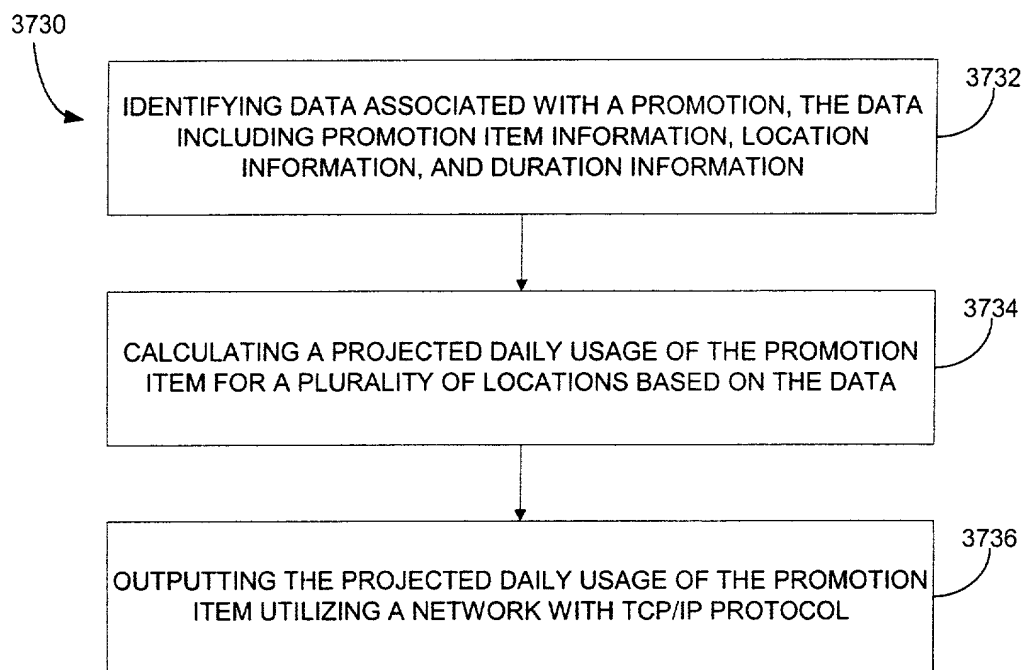 3730
3732
IDENTIFYING DATA ASSOCIATED WITH A PROMOTION, THE DATA
INCLUDING PROMOTION ITEM INFORMATION, LOCATION
INFORMATION, AND DURATION INFORMATION
3734
CALCULATING A PROJECTED DAILY USAGE OF THE PROMOTION
ITEM FOR A PLURALITY OF LOCATIONS BASED ON THE DATA
3736
OUTPUTTING THE PROJECTED DAILY USAGE OF THE PROMOTION
ITEM UTILIZING A NETWORK WITH TCP/IP PROTOCOL